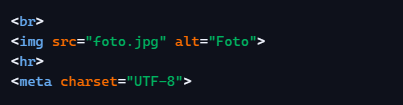 <br>
<img src="foto.jpg" alt="Foto">
<hr>
<meta charset="UTF-8">